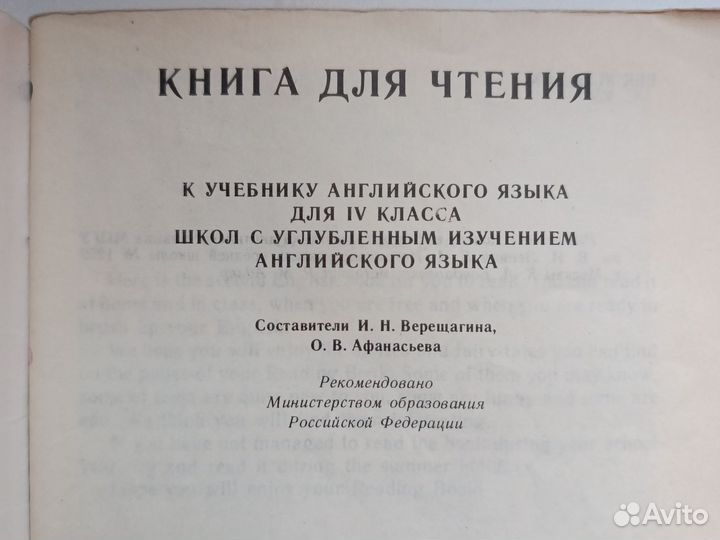 КНИГА ДЛЯ ЧТЕНИЯ
К УЧЕБНИКУ АНГЛИЙСКОГО ЯЗЫКА
ДЛЯ IV КЛАССА
ШКОЛ С УГЛУБЛЕННЫМ ИЗУЧЕНИЕМ
АНГЛИЙСКОГО ЯЗЫКА
Составители И. Н. Верещагина,
О. В. Афанасьева
Рекомендовано
Министерством образования
Российской Федерации
Avito